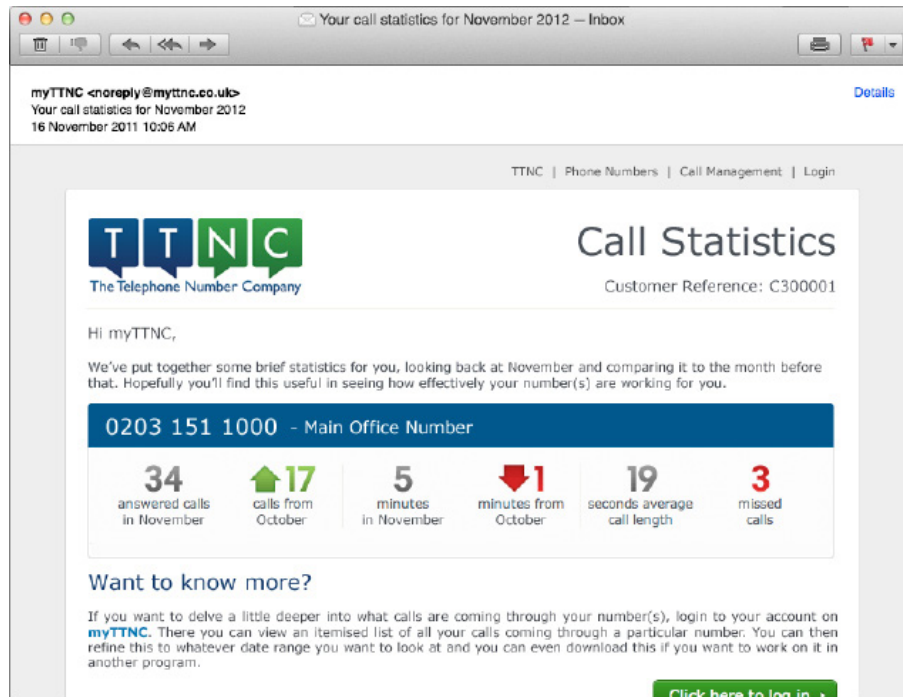 Your call statistics for November 2012 — Inbox
myTTNC <noreply@myttnc.co.uk>
Details
Your call statistics for November 2012
16 November 2011 10:06 AM
TTNC | Phone Numbers | Call Management | Login
TTNC
The Telephone Number Company
Call Statistics
Customer Reference: C300001
Hi myTTNC,
We've put together some brief statistics for you, looking back at November and comparing it to the month before
that. Hopefully you'll find this useful in seeing how effectively your number(s) are working for you.
0203 151 1000 - Main Office Number
34 17 5 1 19 3
answered calls calls from minutes minutes from seconds average missed
in November October in November October call length calls
Want to know more?
If you want to delve a little deeper into what calls are coming through your number(s), login to your account on
myTTNC. There you can view an itemised list of all your calls coming through a particular number. You can then
refine this to whatever date range you want to look at and you can even download this if you want to work on it in
another program.
Click here to log in